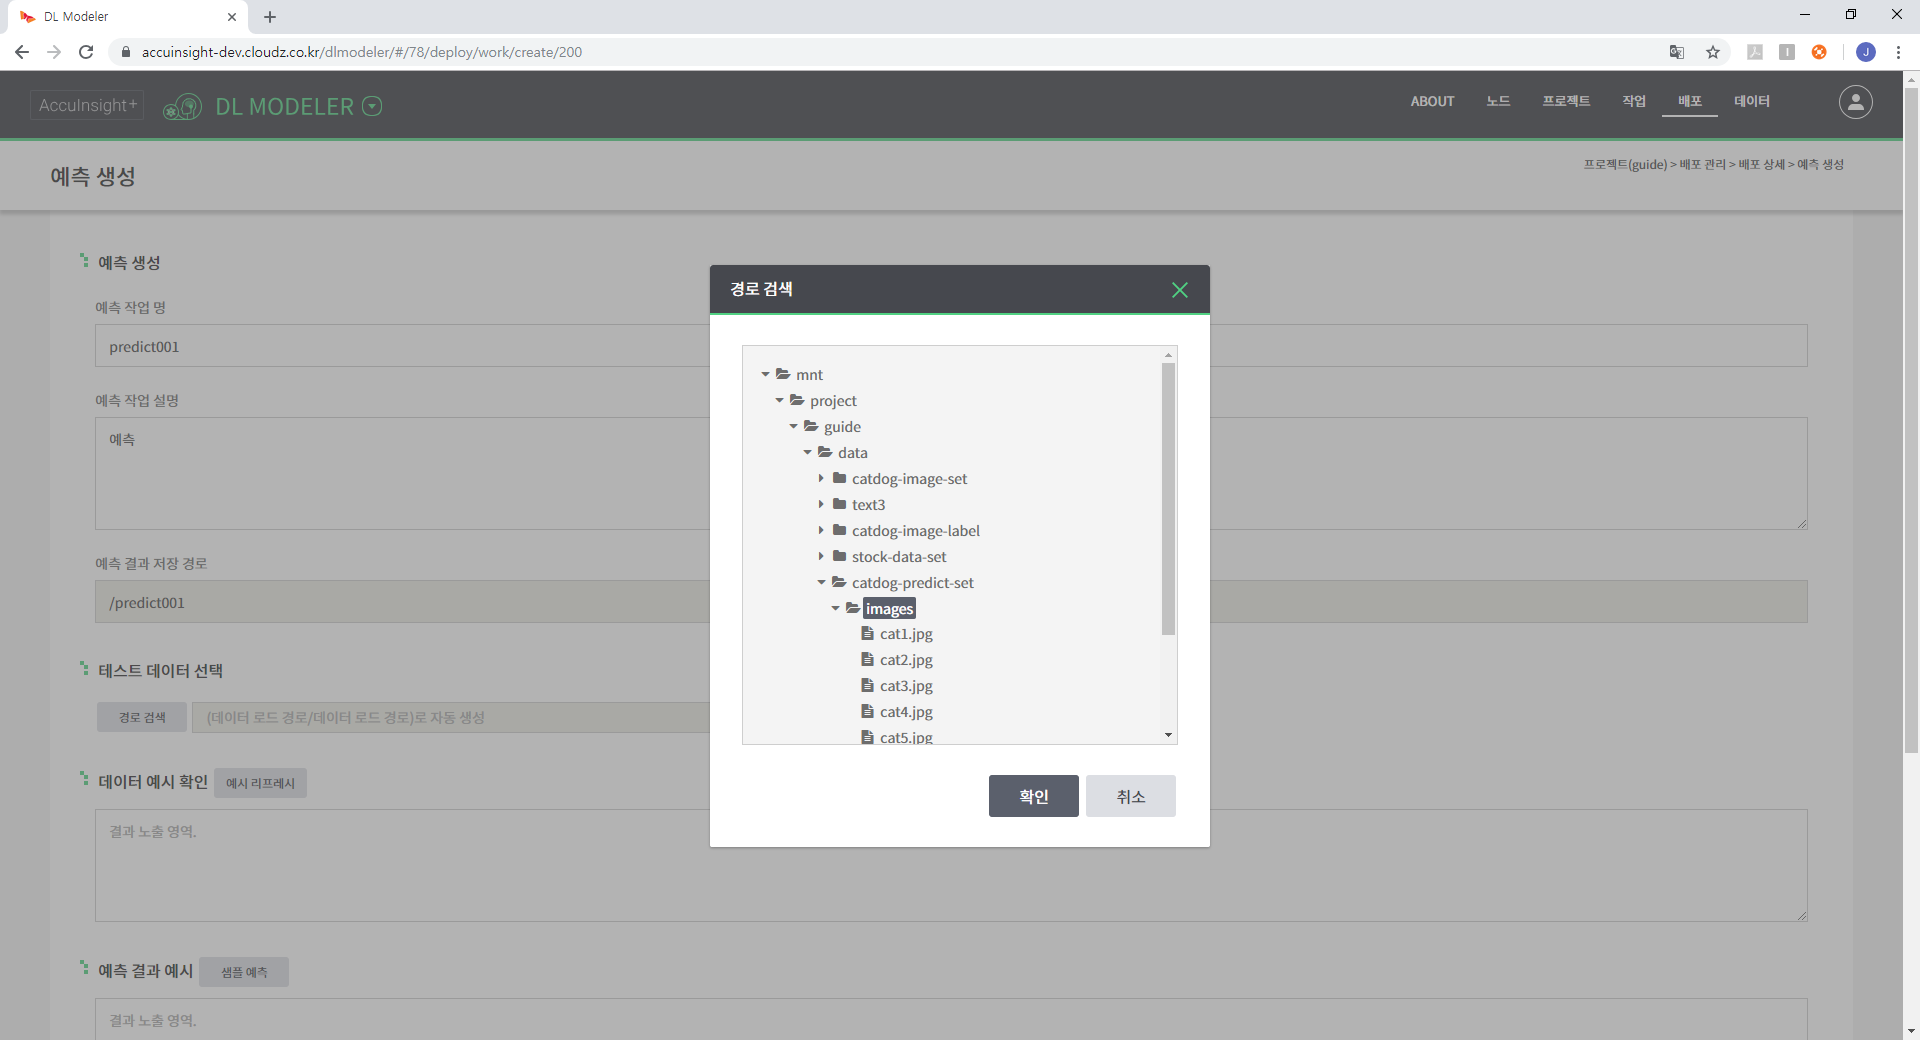 DL Modeler
accuinsight-dev.cloudz.co.kr/dlmodeler/#/78/deploy/work/create/200
J
AccuInsight+
DL MODELER
ABOUT 노드 프로젝트 작업 배포 데이터
예측 생성
프로젝트(guide) > 배포 관리 > 배포 상세 > 예측 생성
예측 생성
예측 작업 명
predict001
예측 작업 설명
예측
예측 결과 저장 경로
/predict001
테스트 데이터 선택
경로 검색 (데이터 로드 경로/데이터 로드 경로)로 자동 생성
데이터 예시 확인 예시 리프레시
결과 노출 영역.
예측 결과 예시 샘플 예측
결과 노출 영역.
경로 검색
mnt
project
guide
data
catdog-image-set
text3
catdog-image-label
stock-data-set
catdog-predict-set
images
cat1.jpg
cat2.jpg
cat3.jpg
cat4.jpg
cat5.jpg
확인 취소